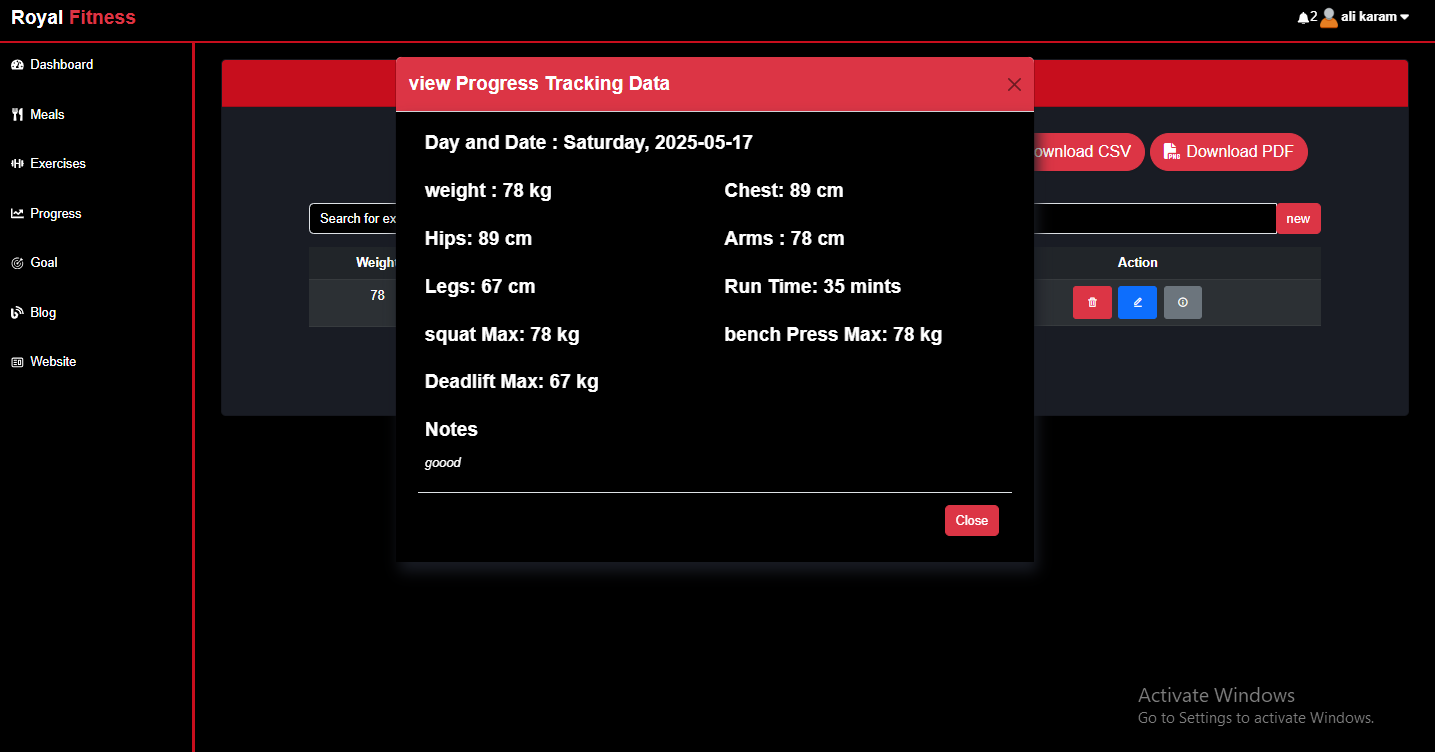 Royal Fitness
2 ali karam
Dashboard
Meals
Exercises
Progress
Goal
Blog
Website
view Progress Tracking Data
Day and Date : Saturday, 2025-05-17
weight : 78 kg
Chest: 89 cm
Hips: 89 cm
Arms : 78 cm
Legs: 67 cm
Run Time: 35 mints
squat Max: 78 kg
bench Press Max: 78 kg
Deadlift Max: 67 kg
Notes
goood
Close
ownload CSV
PNG Download PDF
Search for ex
new
Weight
Action
78
Activate Windows
Go to Settings to activate Windows.